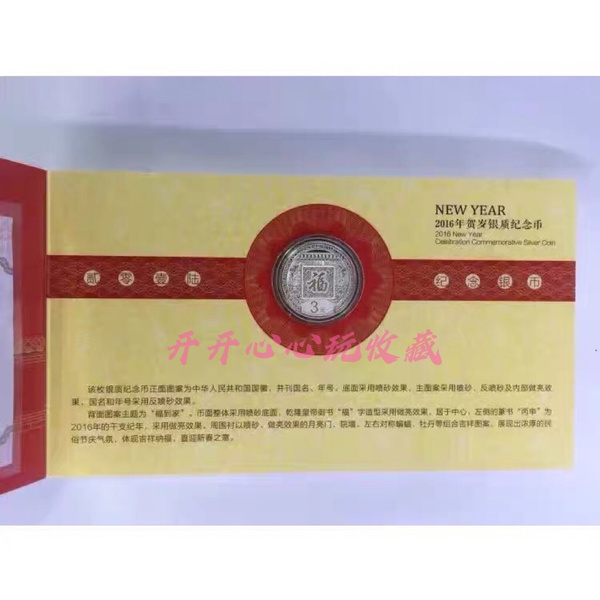 NEW YEAR
2016年贺岁银质纪念币
2016 New Year
Celebration Commemorative Silver Coin
贰零壹陆
纪念银币
福
3元
开开心心玩收藏
该枚银质纪念币正面图案为中华人民共和国国徽，并刊国名、年号，底面采用喷砂效果，主图案采用喷砂、反喷砂及内部做亮效
果，国名和年号采用反喷砂效果。
背面图案主题为“福到家”。币面整体采用喷砂底面，乾隆皇帝御书“福”字造型采用做亮效果，居于中心，左侧的篆书“丙申”为
2016年的干支纪年，采用做亮效果。周围衬以喷砂、做亮效果的月亮门、院墙、左右对称蝙蝠、牡丹等组合吉祥图案，展现出浓厚的民
俗节庆气氛，体现吉祥纳福，喜迎新春之意。